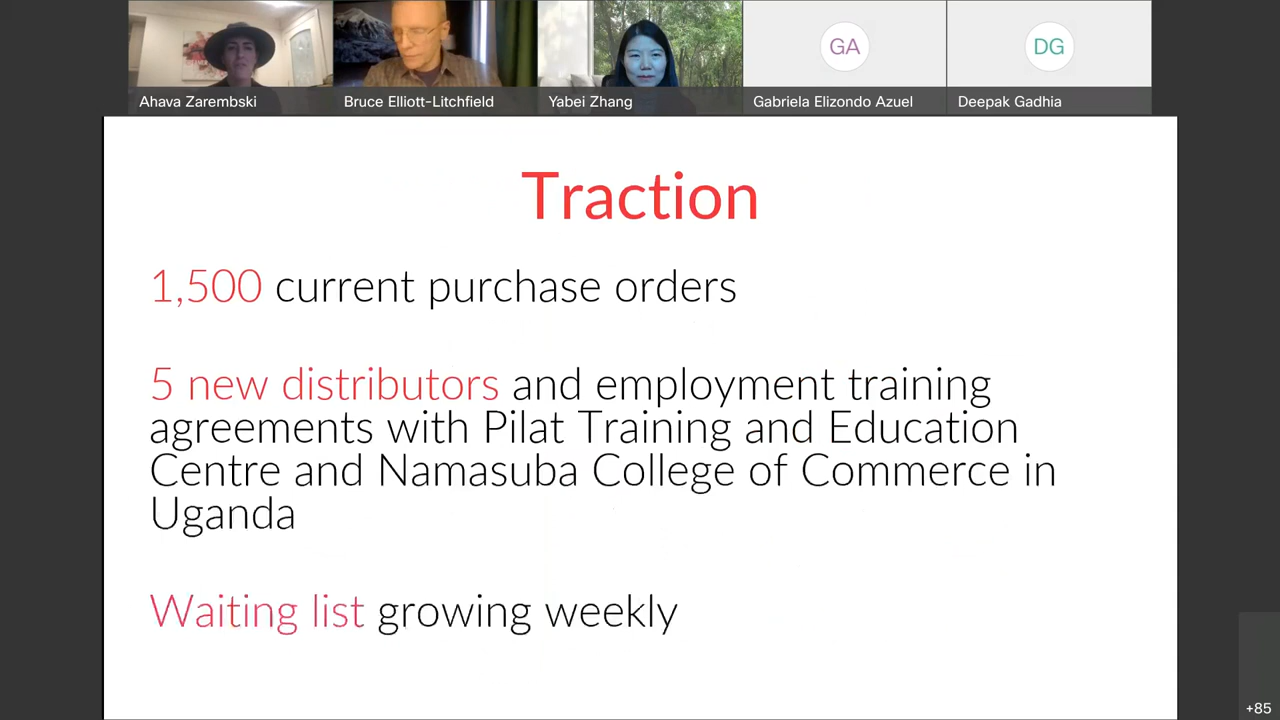 GA
DG
Ahava Zarembski
Bruce Elliott-Litchfield
Yabei Zhang
Gabriela Elizondo Azuel
Deepak Gadhia
Traction
1,500 current purchase orders
5 new distributors and employment training
agreements with Pilat Training and Education
Centre and Namasuba College of Commerce in
Uganda
Waiting list growing weekly
+85